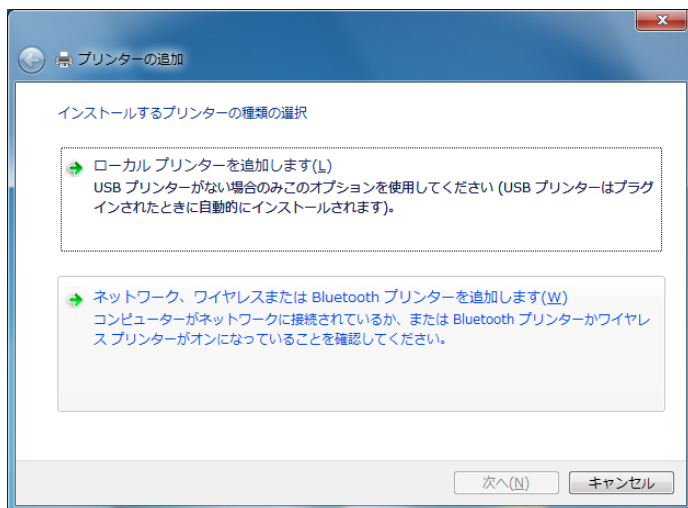 プリンターの追加
インストールするプリンターの種類の選択
ローカル プリンターを追加します(L)
USB プリンターがない場合のみこのオプションを使用してください (USB プリンターはプラグ
インされたときに自動的にインストールされます)。
ネットワーク、ワイヤレスまたは Bluetooth プリンターを追加します(W)
コンピューターがネットワークに接続されているか、または Bluetooth プリンターかワイヤレ
ス プリンターがオンになっていることを確認してください。
次へ(N)
キャンセル